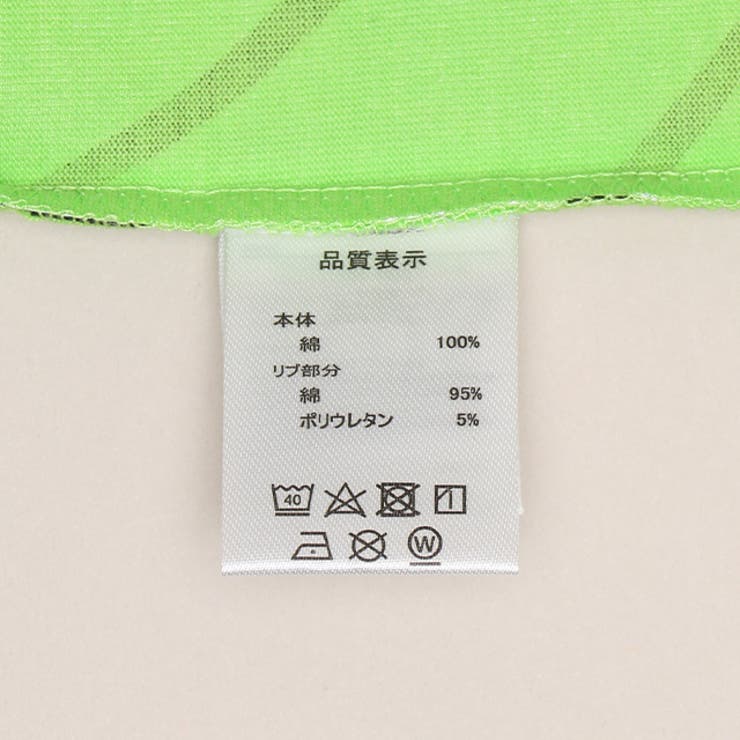 品質表示
本体
綿 100%
リブ部分
綿 95%
ポリウレタン 5%
40
W